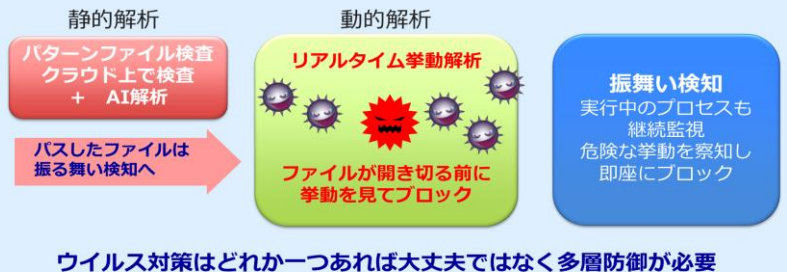 静的解析
パターンファイル検査
クラウド上で検査
+ AI解析
パスしたファイルは
振る舞い検知へ
動的解析
リアルタイム挙動解析
ファイルが開き切る前に
挙動を見てブロック
振舞い検知
実行中のプロセスも
継続監視
危険な挙動を察知し
即座にブロック
ウイルス対策はどれか一つあれば大丈夫ではなく多層防御が必要